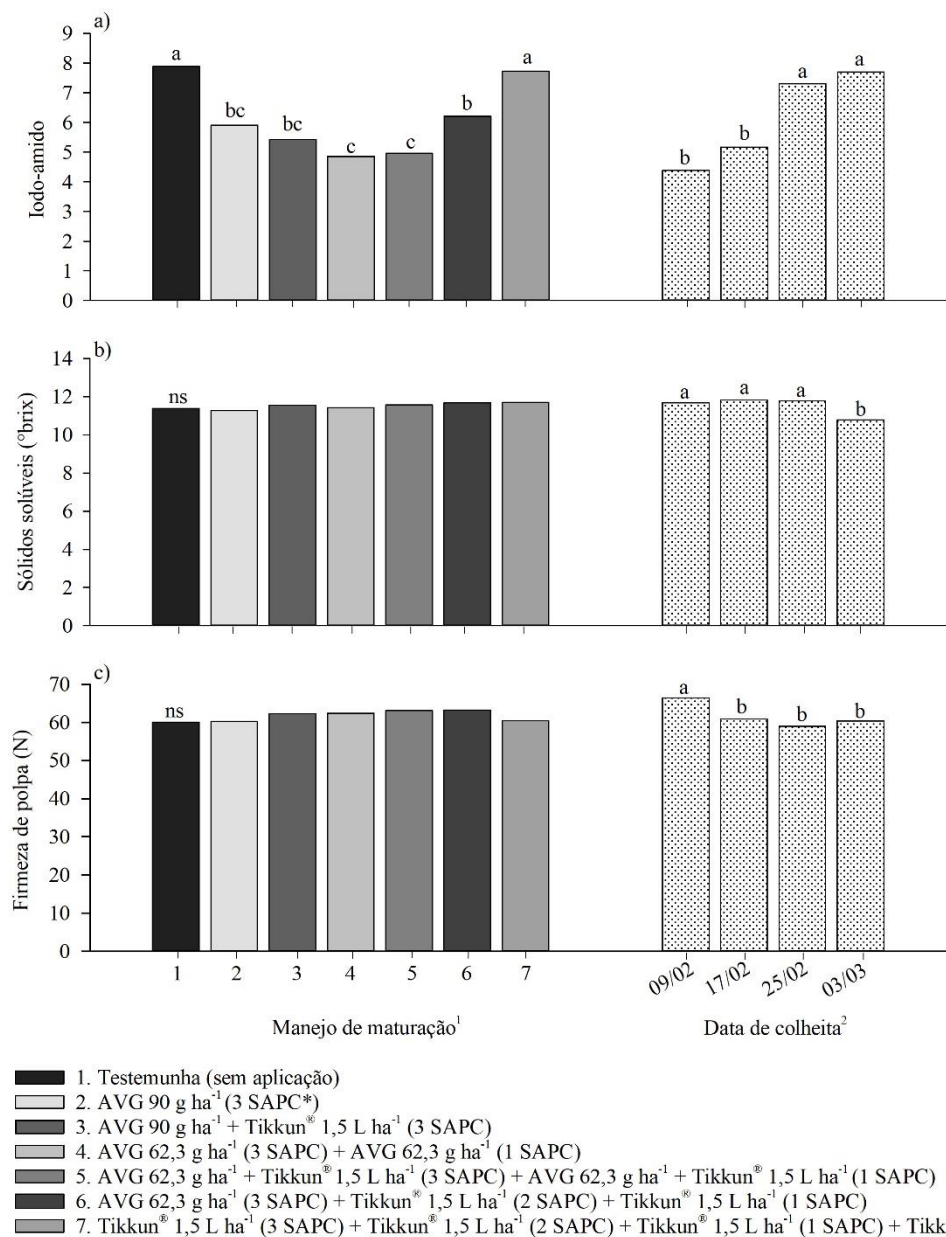 a)
9
8
7
6
5
4
3
2
1
0
Iodo-amido
a bc bc c c b a b b a a
b)
14
12
10
8
6
4
2
0
Sólidos solúveis (°brix)
ns a a a b
c)
70
60
50
40
30
20
10
0
Firmeza de polpa (N)
ns a b b b
1 2 3 4 5 6 7 09/02 17/02 25/02 03/03
Manejo de maturação¹ Data de colheita²
1. Testemunha (sem aplicação)
2. AVG 90 g ha⁻¹ (3 SAPC*)
3. AVG 90 g ha⁻¹ + Tikkun® 1,5 L ha⁻¹ (3 SAPC)
4. AVG 62,3 g ha⁻¹ (3 SAPC) + AVG 62,3 g ha⁻¹ (1 SAPC)
5. AVG 62,3 g ha⁻¹ + Tikkun® 1,5 L ha⁻¹ (3 SAPC) + AVG 62,3 g ha⁻¹ + Tikkun® 1,5 L ha⁻¹ (1 SAPC)
6. AVG 62,3 g ha⁻¹ (3 SAPC) + Tikkun® 1,5 L ha⁻¹ (2 SAPC) + Tikkun® 1,5 L ha⁻¹ (1 SAPC)
7. Tikkun® 1,5 L ha⁻¹ (3 SAPC) + Tikkun® 1,5 L ha⁻¹ (2 SAPC) + Tikkun® 1,5 L ha⁻¹ (1 SAPC) + Tikk